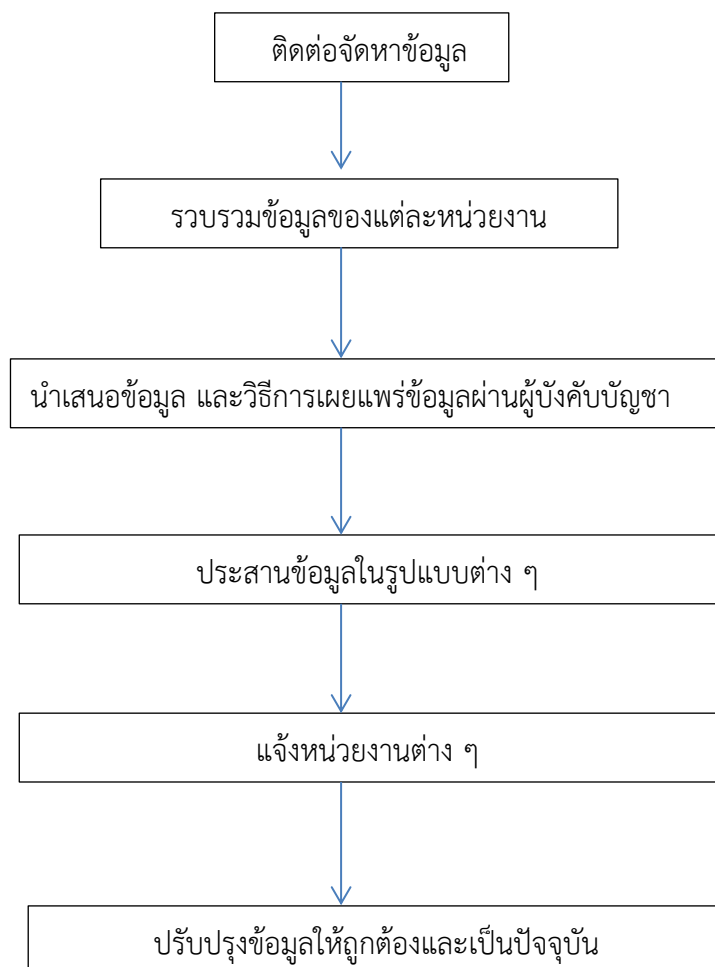 ติดต่อจัดหาข้อมูล
รวบรวมข้อมูลของแต่ละหน่วยงาน
นำเสนอข้อมูล และวิธีการเผยแพร่ข้อมูลผ่านผู้บังคับบัญชา
ประสานข้อมูลในรูปแบบต่าง ๆ
แจ้งหน่วยงานต่าง ๆ
ปรับปรุงข้อมูลให้ถูกต้องและเป็นปัจจุบัน